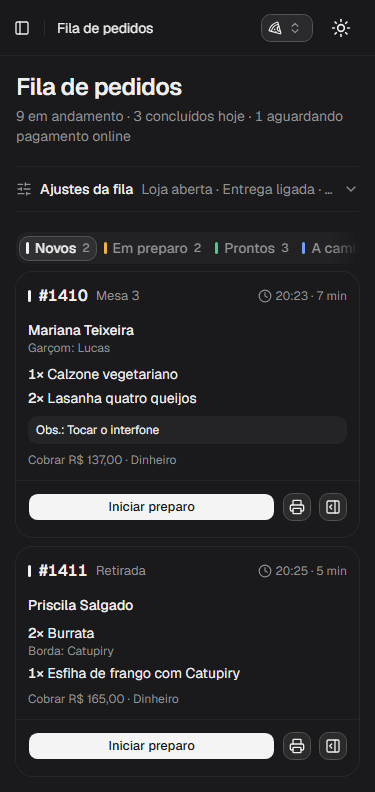 Fila de pedidos
Fila de pedidos
9 em andamento · 3 concluídos hoje · 1 aguardando
pagamento online
Ajustes da fila Loja aberta · Entrega ligada · ...
Novos 2 Em preparo 2 Prontos 3 A cami
#1410 Mesa 3 20:23 · 7 min
Mariana Teixeira
Garçom: Lucas
1× Calzone vegetariano
2× Lasanha quatro queijos
Obs.: Tocar o interfone
Cobrar R$ 137,00 · Dinheiro
Iniciar preparo
#1411 Retirada 20:25 · 5 min
Priscila Salgado
2× Burrata
Borda: Catupiry
1× Esfiha de frango com Catupiry
Cobrar R$ 165,00 · Dinheiro
Iniciar preparo